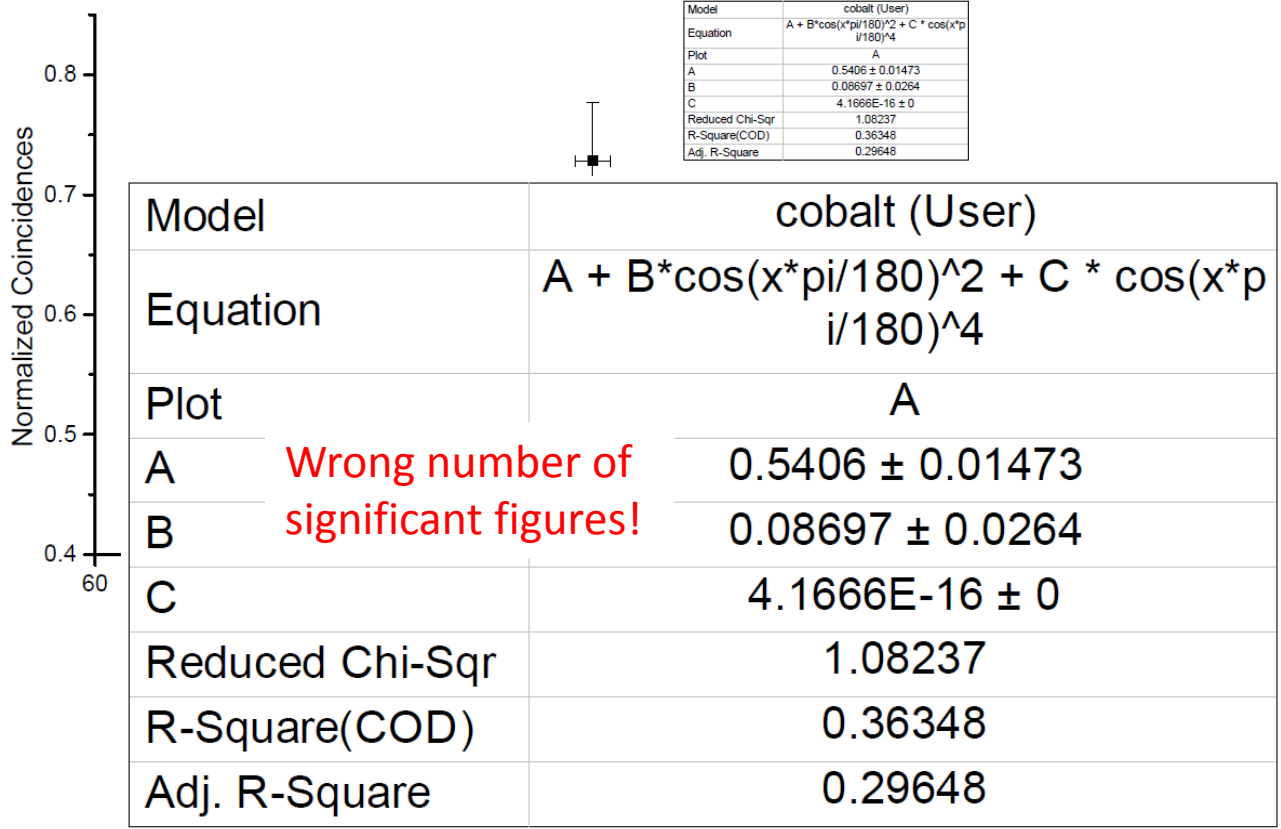 Model cobalt (User)
Equation A + B*cos(x*pi/180)^2 + C * cos(x*p
i/180)^4
Plot A
A 0.5406 ± 0.01473
B 0.08697 ± 0.0264
C 4.1666E-16 ± 0
Reduced Chi-Sqr 1.08237
R-Square(COD) 0.36348
Adj. R-Square 0.29648
Normalized Coincidences
0.8
0.7
0.6
0.5
0.4
60
Model cobalt (User)
Equation A + B*cos(x*pi/180)^2 + C * cos(x*p
i/180)^4
Plot A
A 0.5406 ± 0.01473
B 0.08697 ± 0.0264
C 4.1666E-16 ± 0
Reduced Chi-Sqr 1.08237
R-Square(COD) 0.36348
Adj. R-Square 0.29648
Wrong number of
significant figures!